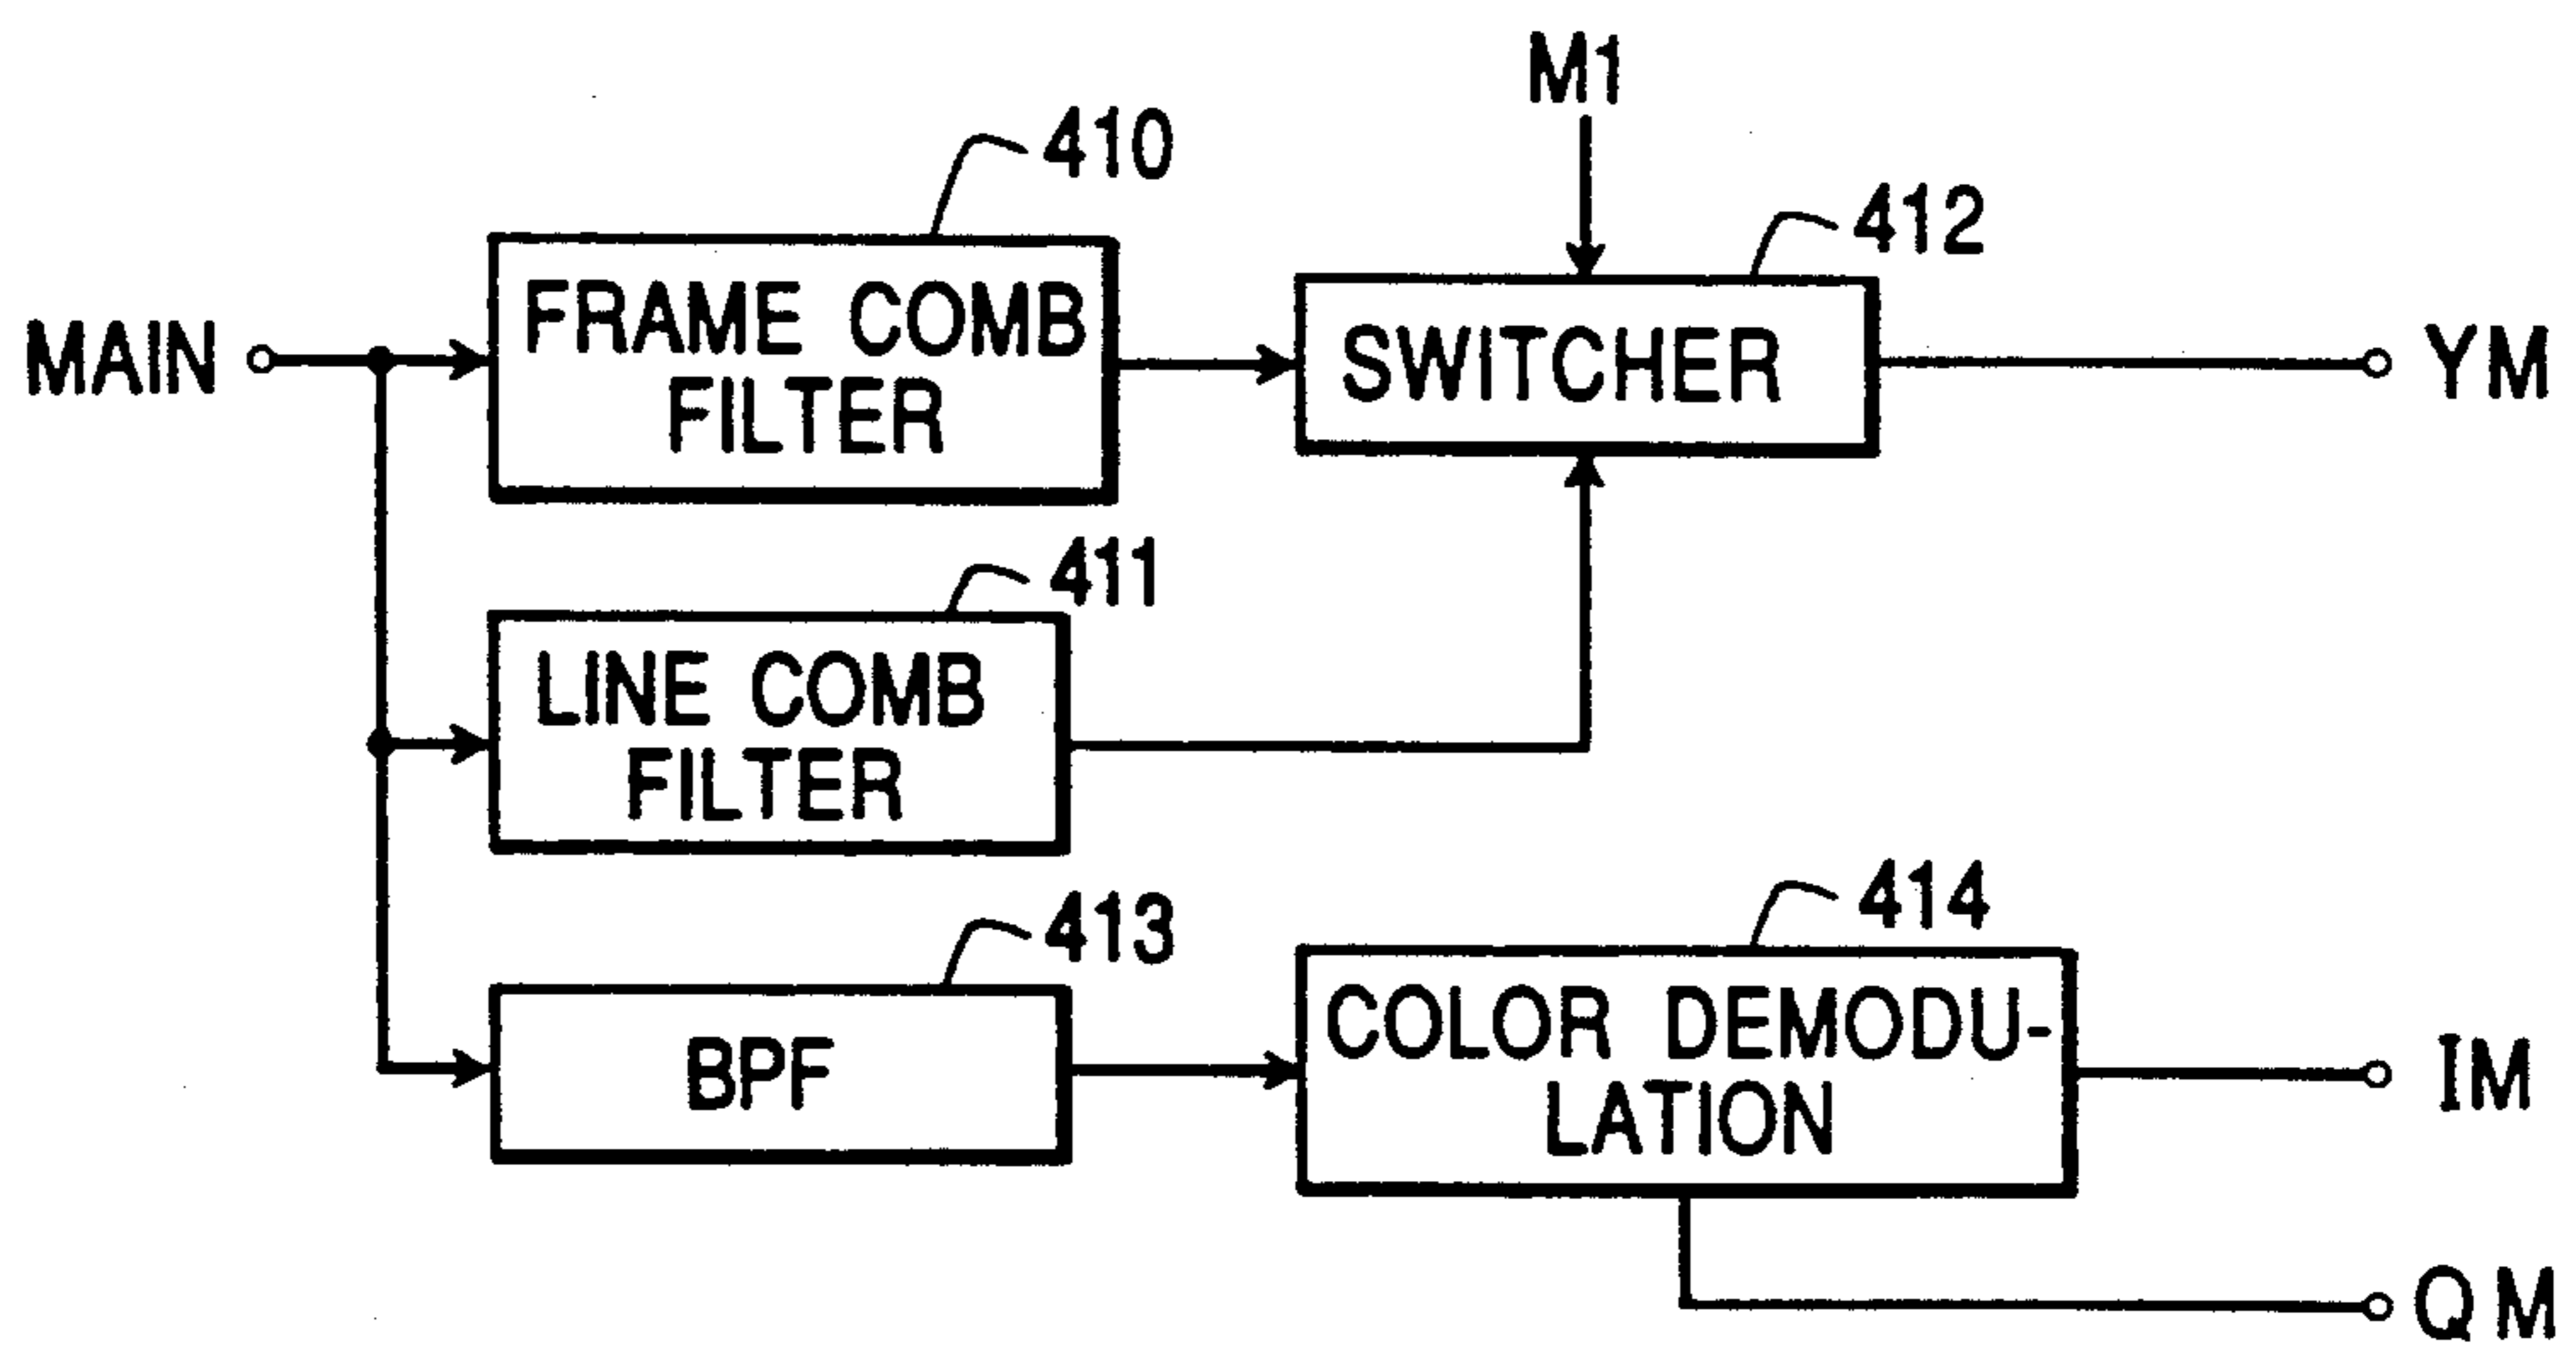 M1
410
412
MAIN
FRAME COMB
FILTER
SWITCHER
YM
411
LINE COMB
FILTER
413
414
BPF
COLOR DEMODU-
LATION
IM
QM